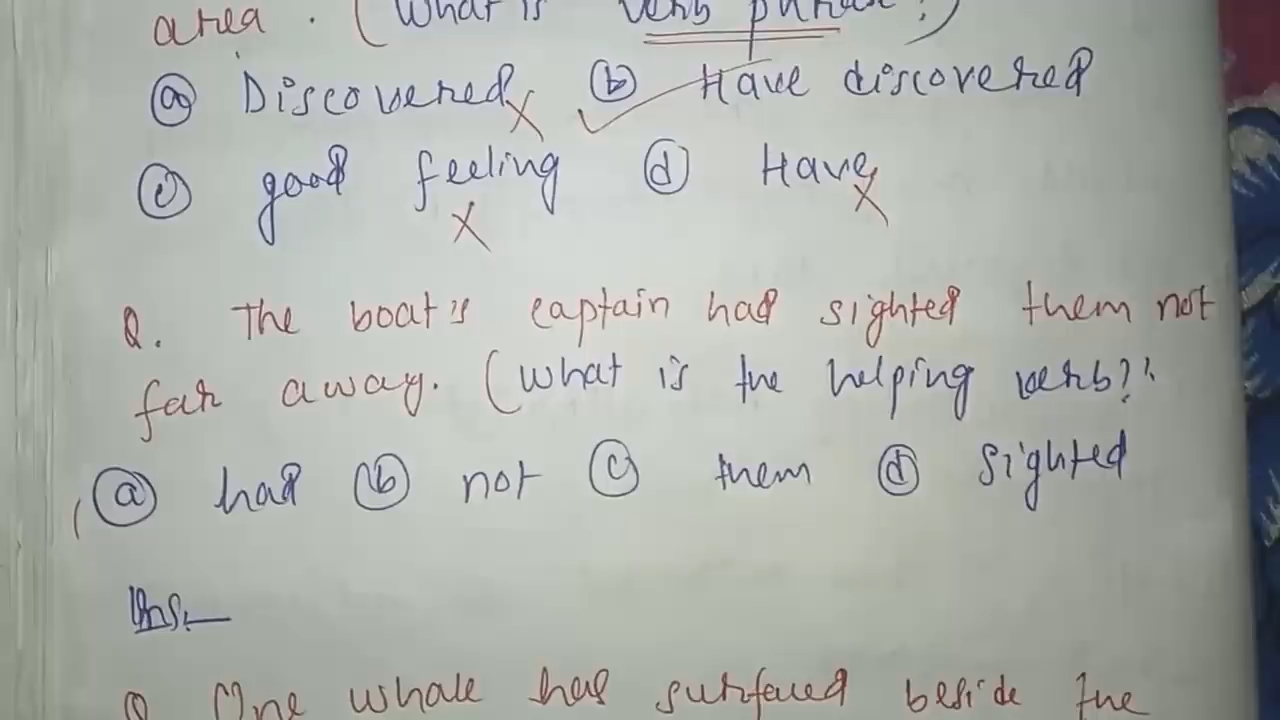 area. (What is verb phrase?)
ⓐ Discovered ⓑ Have discovered
ⓒ good feeling ⓓ Have
Q. The boat's captain had sighted them not
far away. (What is the helping verb?"
ⓐ had ⓑ not ⓒ them ⓓ Sighted
Ans.
Q One whale has surfaced beside the